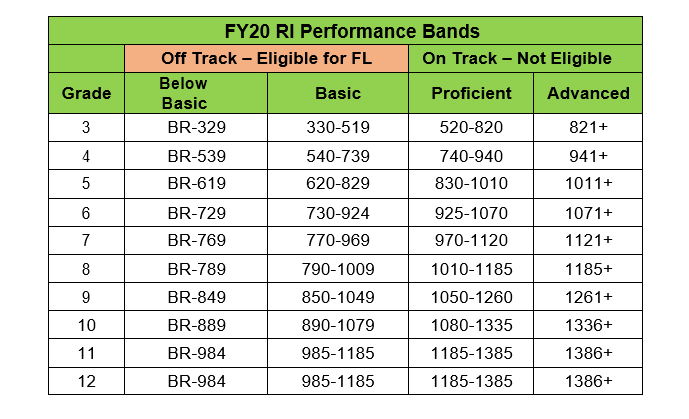 FY20 RI Performance Bands
Off Track – Eligible for FL On Track – Not Eligible
Grade Below Basic Basic Proficient Advanced
3 BR-329 330-519 520-820 821+
4 BR-539 540-739 740-940 941+
5 BR-619 620-829 830-1010 1011+
6 BR-729 730-924 925-1070 1071+
7 BR-769 770-969 970-1120 1121+
8 BR-789 790-1009 1010-1185 1185+
9 BR-849 850-1049 1050-1260 1261+
10 BR-889 890-1079 1080-1335 1336+
11 BR-984 985-1185 1185-1385 1386+
12 BR-984 985-1185 1185-1385 1386+